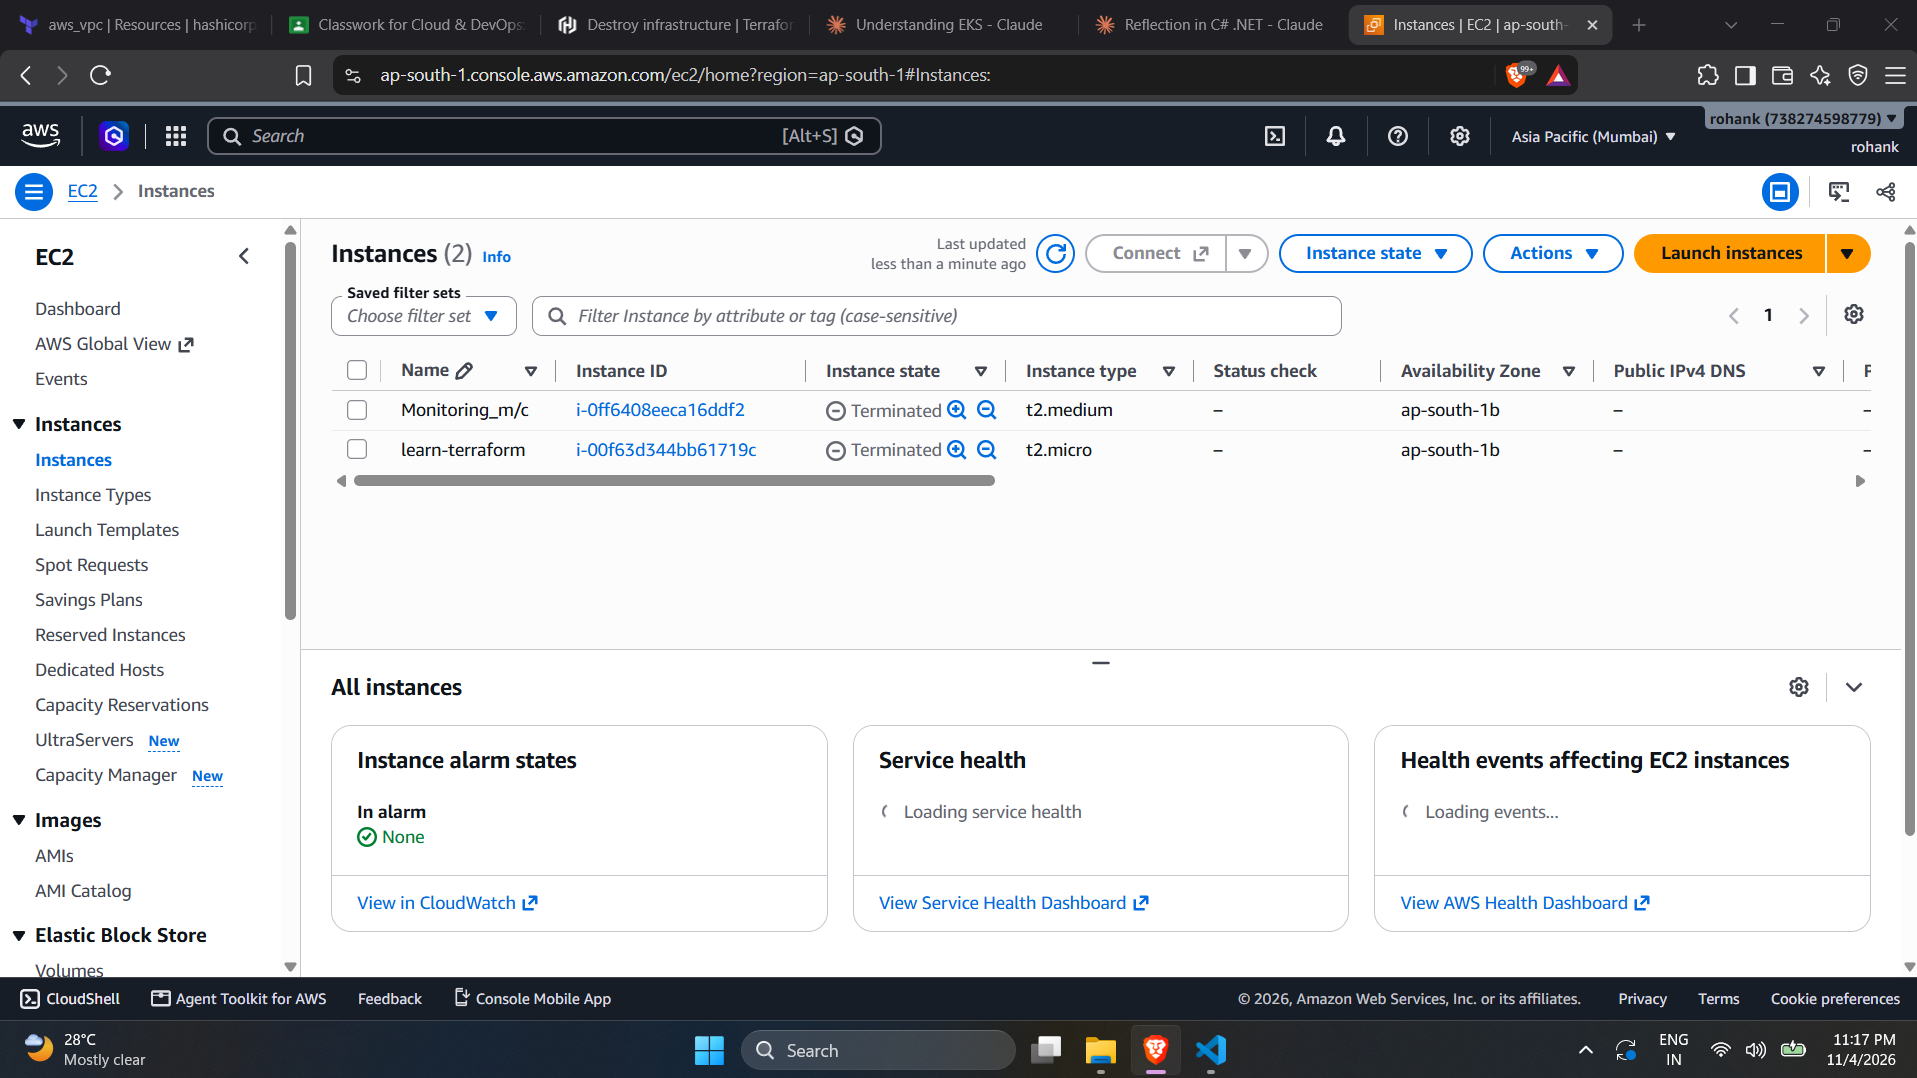 aws_vpc | Resources | hashicorp
Classwork for Cloud & DevOps
Destroy infrastructure | Terrafor
Understanding EKS - Claude
Reflection in C# .NET - Claude
Instances | EC2 | ap-south-
ap-south-1.console.aws.amazon.com/ec2/home?region=ap-south-1#Instances:
99+
aws
Search
[Alt+S]
Asia Pacific (Mumbai)
rohank (738274598779)
rohank
EC2
Instances
EC2
Dashboard
AWS Global View
Events
Instances
Instances
Instance Types
Launch Templates
Spot Requests
Savings Plans
Reserved Instances
Dedicated Hosts
Capacity Reservations
UltraServers New
Capacity Manager New
Images
AMIs
AMI Catalog
Elastic Block Store
Volumes
Instances (2) Info
Last updated
less than a minute ago
Connect
Instance state
Actions
Launch instances
Saved filter sets
Choose filter set
Filter Instance by attribute or tag (case-sensitive)
1
Name Instance ID Instance state Instance type Status check Availability Zone Public IPv4 DNS P
Monitoring_m/c i-0ff6408eeca16ddf2 Terminated t2.medium – ap-south-1b – –
learn-terraform i-00f63d344bb61719c Terminated t2.micro – ap-south-1b – –
All instances
Instance alarm states
In alarm
None
View in CloudWatch
Service health
Loading service health
View Service Health Dashboard
Health events affecting EC2 instances
Loading events...
View AWS Health Dashboard
CloudShell
Agent Toolkit for AWS
Feedback
Console Mobile App
© 2026, Amazon Web Services, Inc. or its affiliates.
Privacy
Terms
Cookie preferences
28°C
Mostly clear
Search
ENG
IN
11:17 PM
11/4/2026